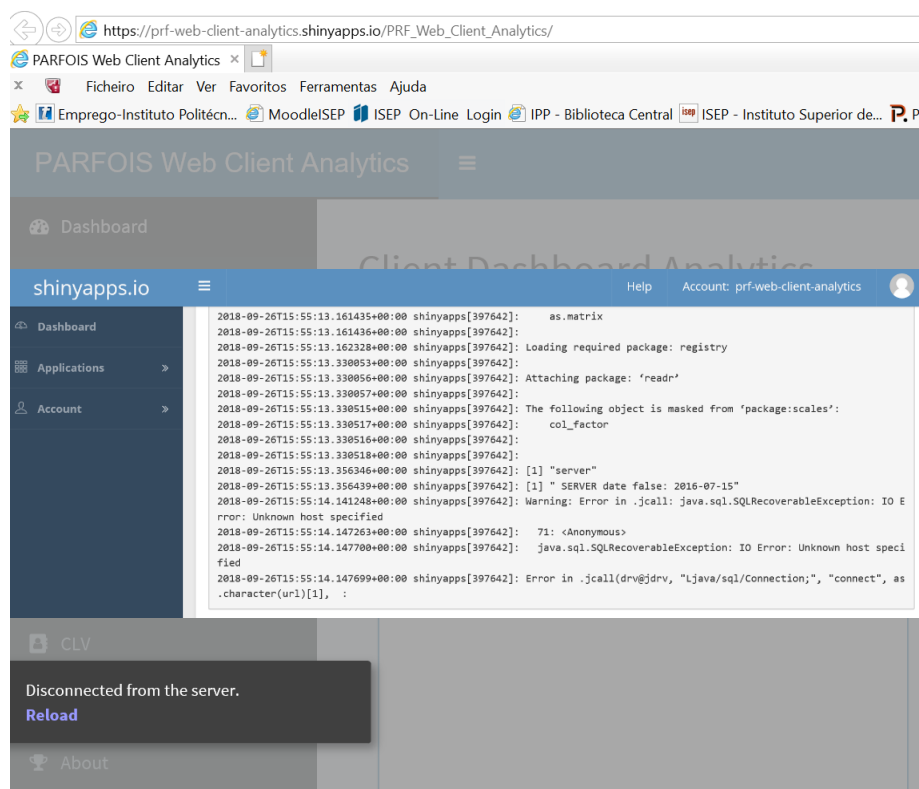 https://prf-web-client-analytics.shinyapps.io/PRF_Web_Client_Analytics/
PARFOIS Web Client Analytics ×
x Ficheiro Editar Ver Favoritos Ferramentas Ajuda
Emprego-Instituto Politécn... MoodleISEP ISEP On-Line Login IPP - Biblioteca Central isep ISEP - Instituto Superior de... P
PARFOIS Web Client Analytics
Dashboard
Client Dashboard Analytics
shinyapps.io Help Account: prf-web-client-analytics
Dashboard
Applications »
Account »
2018-09-26T15:55:13.161435+00:00 shinyapps[397642]: as.matrix
2018-09-26T15:55:13.161436+00:00 shinyapps[397642]:
2018-09-26T15:55:13.162328+00:00 shinyapps[397642]: Loading required package: registry
2018-09-26T15:55:13.330053+00:00 shinyapps[397642]:
2018-09-26T15:55:13.330056+00:00 shinyapps[397642]: Attaching package: ‘readr’
2018-09-26T15:55:13.330057+00:00 shinyapps[397642]:
2018-09-26T15:55:13.330515+00:00 shinyapps[397642]: The following object is masked from ‘package:scales’:
2018-09-26T15:55:13.330517+00:00 shinyapps[397642]: col_factor
2018-09-26T15:55:13.330516+00:00 shinyapps[397642]:
2018-09-26T15:55:13.330518+00:00 shinyapps[397642]:
2018-09-26T15:55:13.356346+00:00 shinyapps[397642]: [1] "server"
2018-09-26T15:55:13.356439+00:00 shinyapps[397642]: [1] " SERVER date false: 2016-07-15"
2018-09-26T15:55:14.141248+00:00 shinyapps[397642]: Warning: Error in .jcall: java.sql.SQLRecoverableException: IO E
rror: Unknown host specified
2018-09-26T15:55:14.147263+00:00 shinyapps[397642]: 71: <Anonymous>
2018-09-26T15:55:14.147700+00:00 shinyapps[397642]: java.sql.SQLRecoverableException: IO Error: Unknown host speci
fied
2018-09-26T15:55:14.147699+00:00 shinyapps[397642]: Error in .jcall(drv@jdrv, "Ljava/sql/Connection;", "connect", as
.character(url)[1], :
CLV
Disconnected from the server.
Reload
About